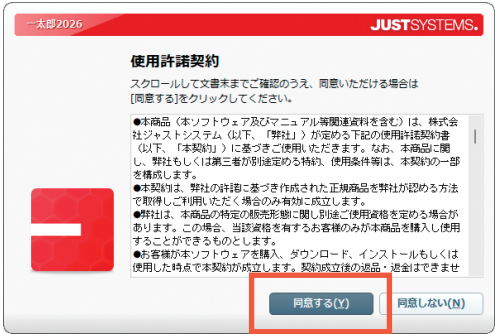 一太郎2026
JUSTSYSTEMS.
使用許諾契約
スクロールして文書末までご確認のうえ、同意いただける場合は
[同意する]をクリックしてください。
●本商品（本ソフトウェア及びマニュアル等関連資料を含む）は、株式会
社ジャストシステム（以下、「弊社」）が定める下記の使用許諾契約書
（以下、「本契約」）に基づきご使用いただきます。なお、本商品に関
し、弊社もしくは第三者が別途定める特約、使用条件等は、本契約の一部
を構成します。
●本契約は、弊社の許諾に基づき作成された正規商品を弊社が認める方法
で取得しご利用いただく場合のみ有効に成立します。
●弊社は、本商品の特定の販売形態に関し別途ご使用資格を定める場合が
あります。この場合、当該資格を有するお客様のみが本商品を購入し使用
することができるものとします。
●お客様が本ソフトウェアを購入、ダウンロード、インストールもしくは
使用した時点で本契約が成立します。契約成立後の返品・返金はできませ
同意する(Y)
同意しない(N)